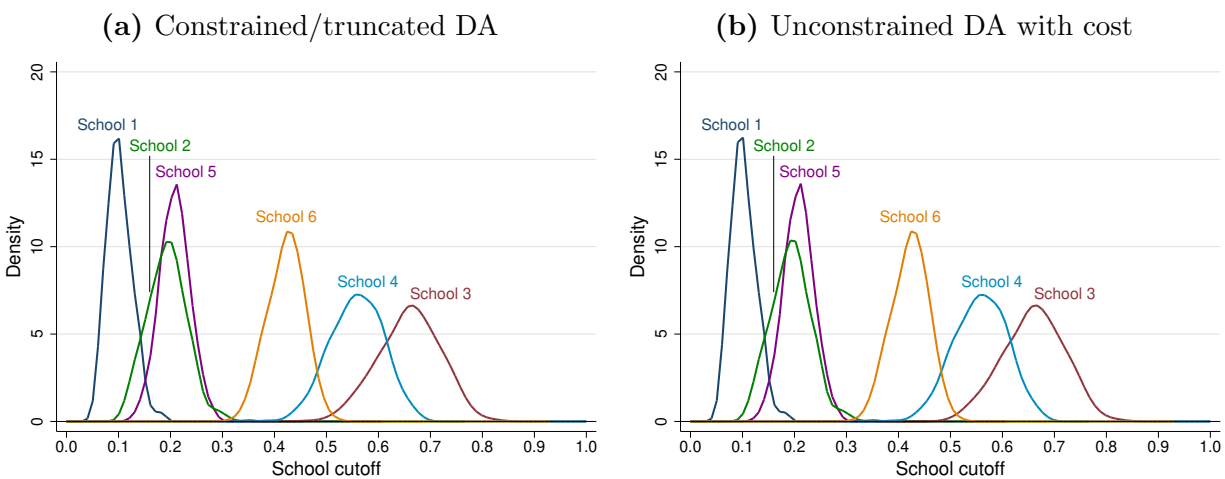 (a) Constrained/truncated DA
20
15
10
5
0
Density
School 1
School 2
School 5
School 6
School 4
School 3
0.0 0.1 0.2 0.3 0.4 0.5 0.6 0.7 0.8 0.9 1.0
School cutoff
(b) Unconstrained DA with cost
20
15
10
5
0
Density
School 1
School 2
School 5
School 6
School 4
School 3
0.0 0.1 0.2 0.3 0.4 0.5 0.6 0.7 0.8 0.9 1.0
School cutoff